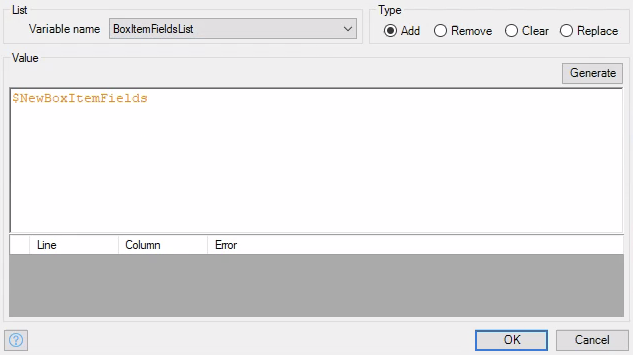 List
Variable name BoxItemFieldsList
Type
Add Remove Clear Replace
Value
Generate
$NewBoxItemFields
Line Column Error
? OK Cancel